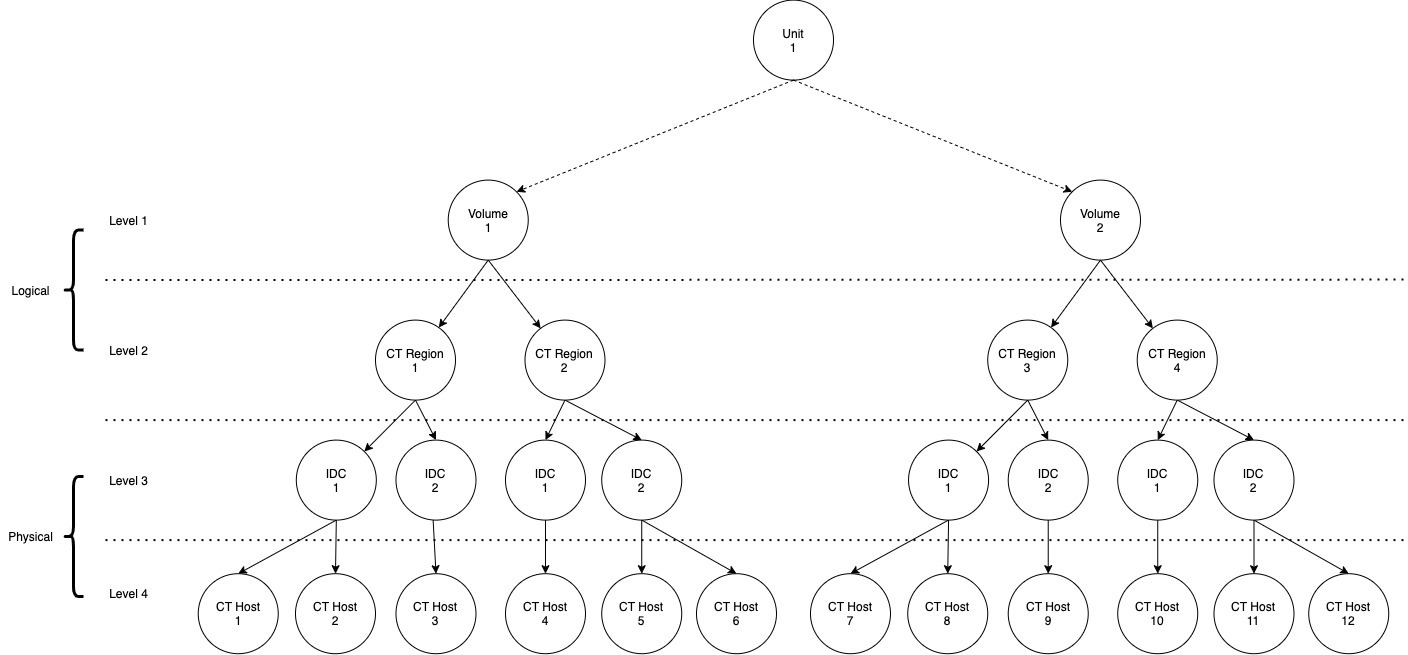 Unit
1
Level 1
Volume
1
Volume
2
Logical
Level 2
CT Region
1
CT Region
2
CT Region
3
CT Region
4
Level 3
IDC
1
IDC
2
IDC
1
IDC
2
IDC
1
IDC
2
IDC
1
IDC
2
Physical
Level 4
CT Host
1
CT Host
2
CT Host
3
CT Host
4
CT Host
5
CT Host
6
CT Host
7
CT Host
8
CT Host
9
CT Host
10
CT Host
11
CT Host
12